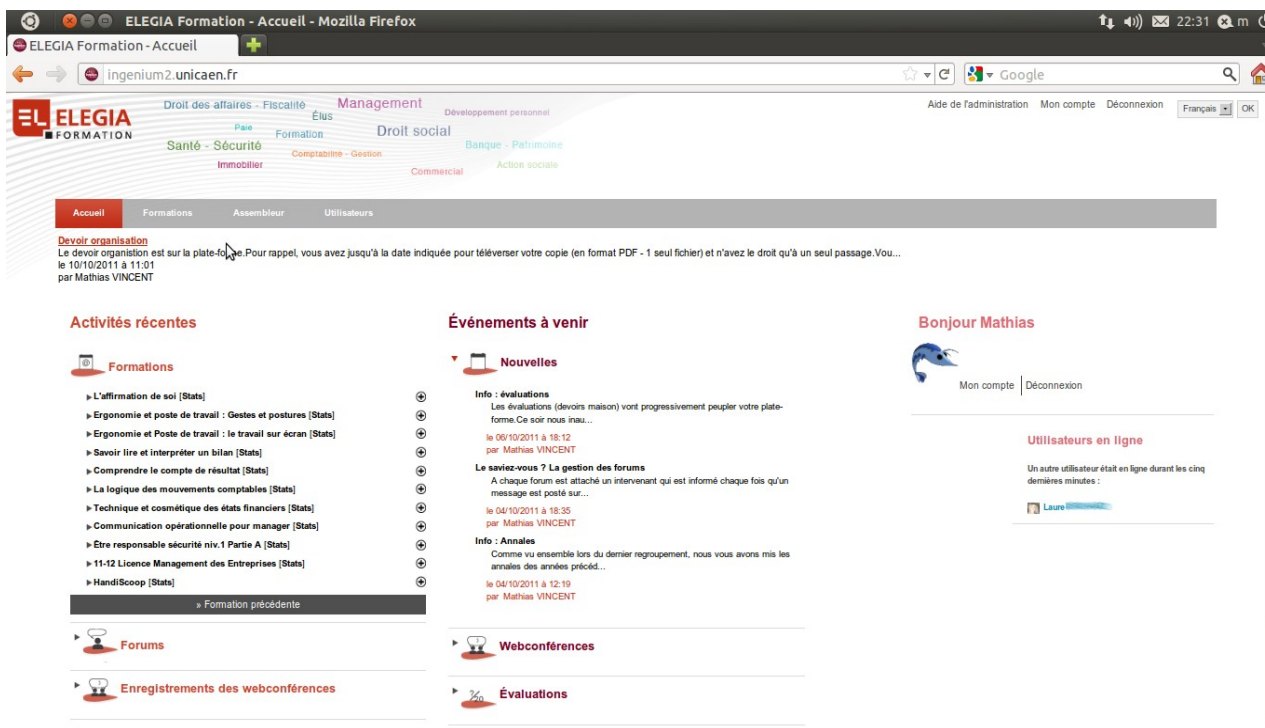 ELEGIA Formation - Accueil - Mozilla Firefox
22:31
m
ELEGIA Formation - Accueil
ingenium2.unicaen.fr
Google
EL ELEGIA
FORMATION
Droit des affaires - Fiscalité
Management
Élus
Développement personnel
Paie
Formation
Droit social
Santé - Sécurité
Comptabilité - Gestion
Banque - Patrimoine
Immobilier
Commercial
Action sociale
Aide de l'administration Mon compte Déconnexion Français OK
Accueil Formations Assembleur Utilisateurs
Devoir organisation
Le devoir organistion est sur la plate-forme.Pour rappel, vous avez jusqu'à la date indiquée pour téléverser votre copie (en format PDF - 1 seul fichier) et n'avez le droit qu'à un seul passage.Vou...
le 10/10/2011 à 11:01
par Mathias VINCENT
Activités récentes
Formations
L'affirmation de soi [Stats]
Ergonomie et poste de travail : Gestes et postures [Stats]
Ergonomie et Poste de travail : le travail sur écran [Stats]
Savoir lire et interpréter un bilan [Stats]
Comprendre le compte de résultat [Stats]
La logique des mouvements comptables [Stats]
Technique et cosmétique des états financiers [Stats]
Communication opérationnelle pour manager [Stats]
Être responsable sécurité niv.1 Partie A [Stats]
11-12 Licence Management des Entreprises [Stats]
HandiScoop [Stats]
» Formation précédente
Forums
Enregistrements des webconférences
Événements à venir
Nouvelles
Info : évaluations
Les évaluations (devoirs maison) vont progressivement peupler votre plate-
forme.Ce soir nous inau...
le 06/10/2011 à 18:12
par Mathias VINCENT
Le saviez-vous ? La gestion des forums
A chaque forum est attaché un intervenant qui est informé chaque fois qu'un
message est posté sur...
le 04/10/2011 à 18:35
par Mathias VINCENT
Info : Annales
Comme vu ensemble lors du dernier regroupement, nous vous avons mis les
annales des années précéd...
le 04/10/2011 à 12:19
par Mathias VINCENT
Webconférences
Évaluations
Bonjour Mathias
Mon compte Déconnexion
Utilisateurs en ligne
Un autre utilisateur était en ligne durant les cinq
dernières minutes :
Laure